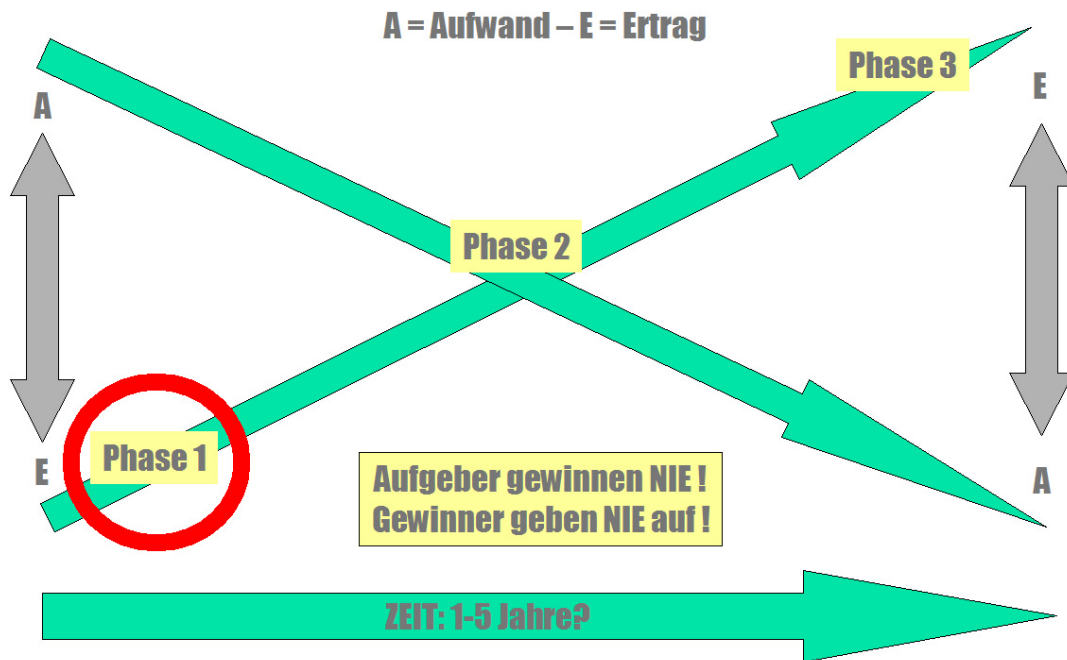 A = Aufwand – E = Ertrag
Phase 3
A
E
Phase 2
Phase 1
E
A
Aufgeber gewinnen NIE !
Gewinner geben NIE auf !
ZEIT: 1-5 Jahre?